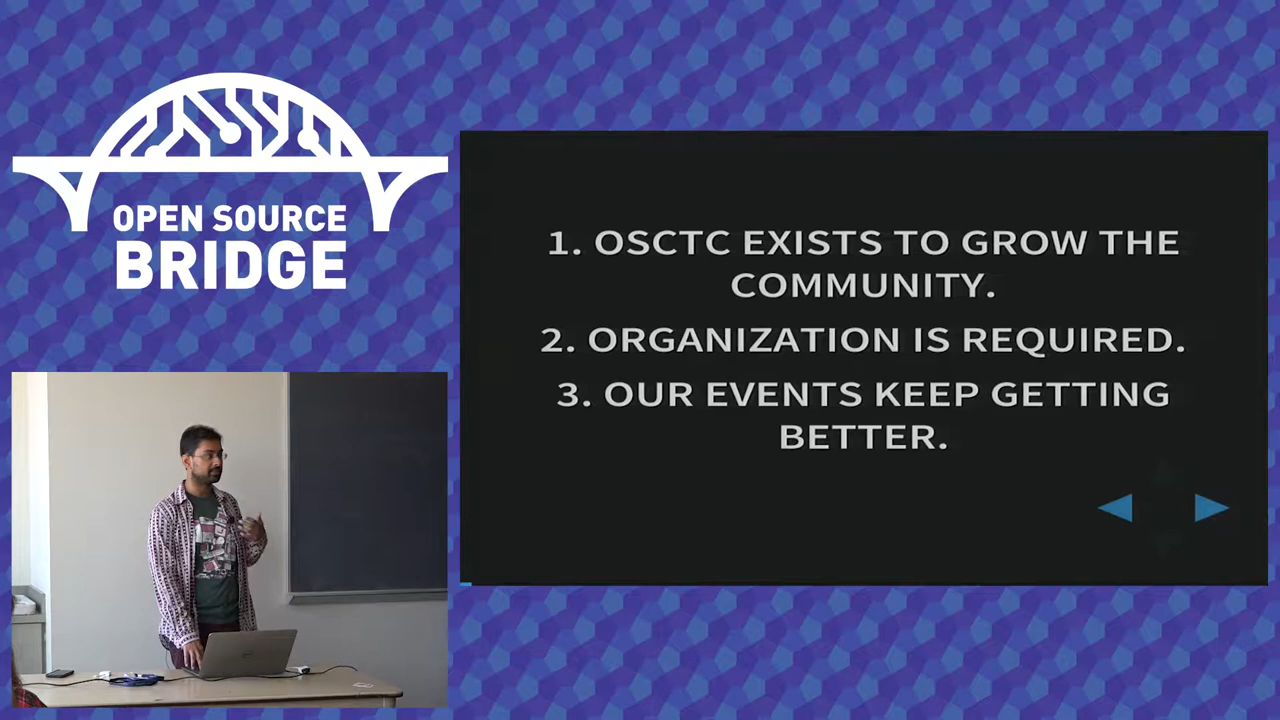 OPEN SOURCE
BRIDGE
1. OSCTC EXISTS TO GROW THE
COMMUNITY.
2. ORGANIZATION IS REQUIRED.
3. OUR EVENTS KEEP GETTING
BETTER.